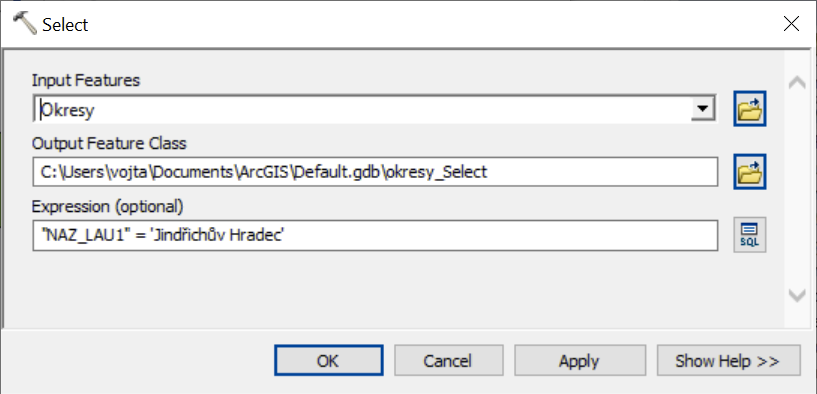 Select
Input Features
Okresy
Output Feature Class
C:\Users\vojta\Documents\ArcGIS\Default.gdb\okresy_Select
Expression (optional)
"NAZ_LAU1" = 'Jindřichův Hradec'
SQL
OK Cancel Apply Show Help >>